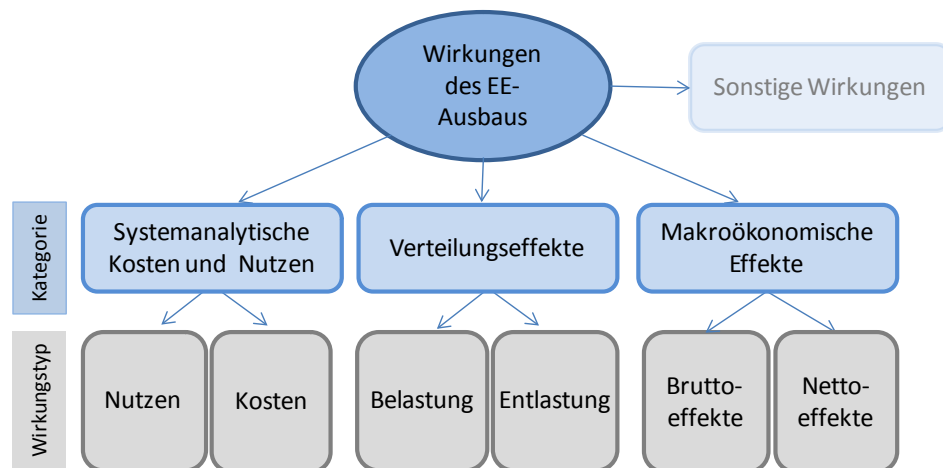 Wirkungen
des EE-
Ausbaus
Sonstige Wirkungen
Kategorie
Systemanalytische
Kosten und Nutzen
Verteilungseffekte
Makroökonomische
Effekte
Wirkungstyp
Nutzen
Kosten
Belastung
Entlastung
Brutto-
effekte
Netto-
effekte